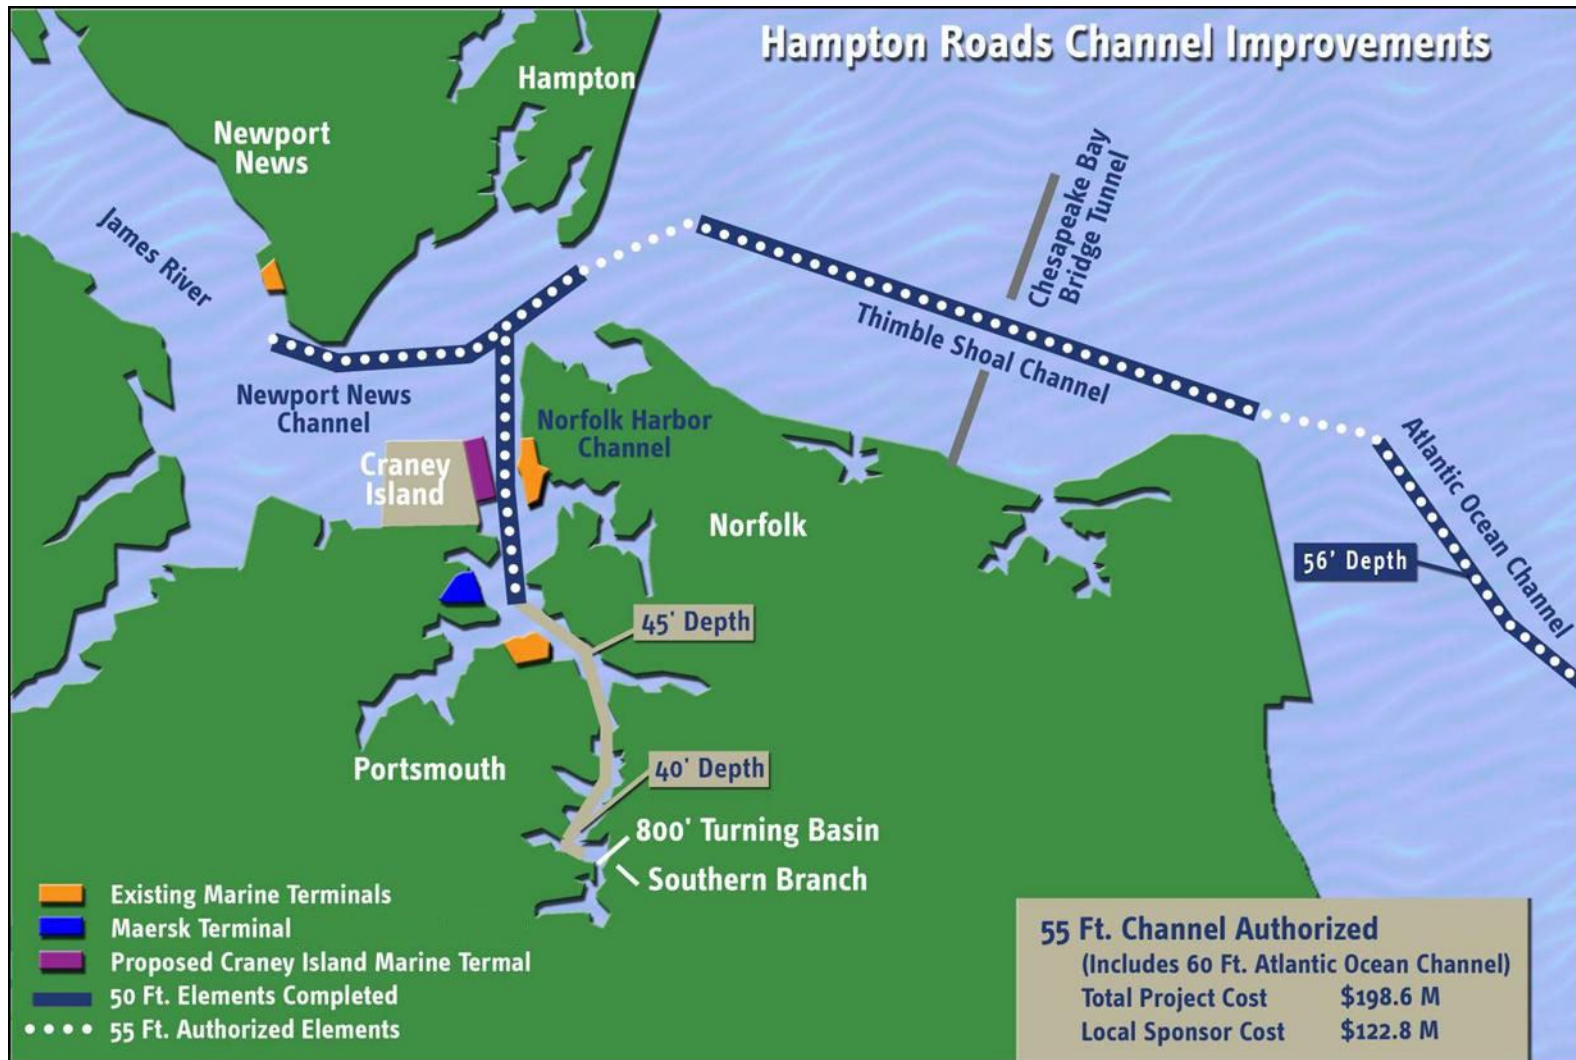 Hampton Roads Channel Improvements
Hampton
Newport
News
James River
Chesapeake Bay
Bridge Tunnel
Thimble Shoal Channel
Newport News
Channel
Norfolk Harbor
Channel
Craney
Island
Norfolk
Atlantic Ocean Channel
56' Depth
45' Depth
Portsmouth
40' Depth
800' Turning Basin
Southern Branch
Existing Marine Terminals
Maersk Terminal
Proposed Craney Island Marine Termal
50 Ft. Elements Completed
55 Ft. Authorized Elements
55 Ft. Channel Authorized
(Includes 60 Ft. Atlantic Ocean Channel)
Total Project Cost $198.6 M
Local Sponsor Cost $122.8 M